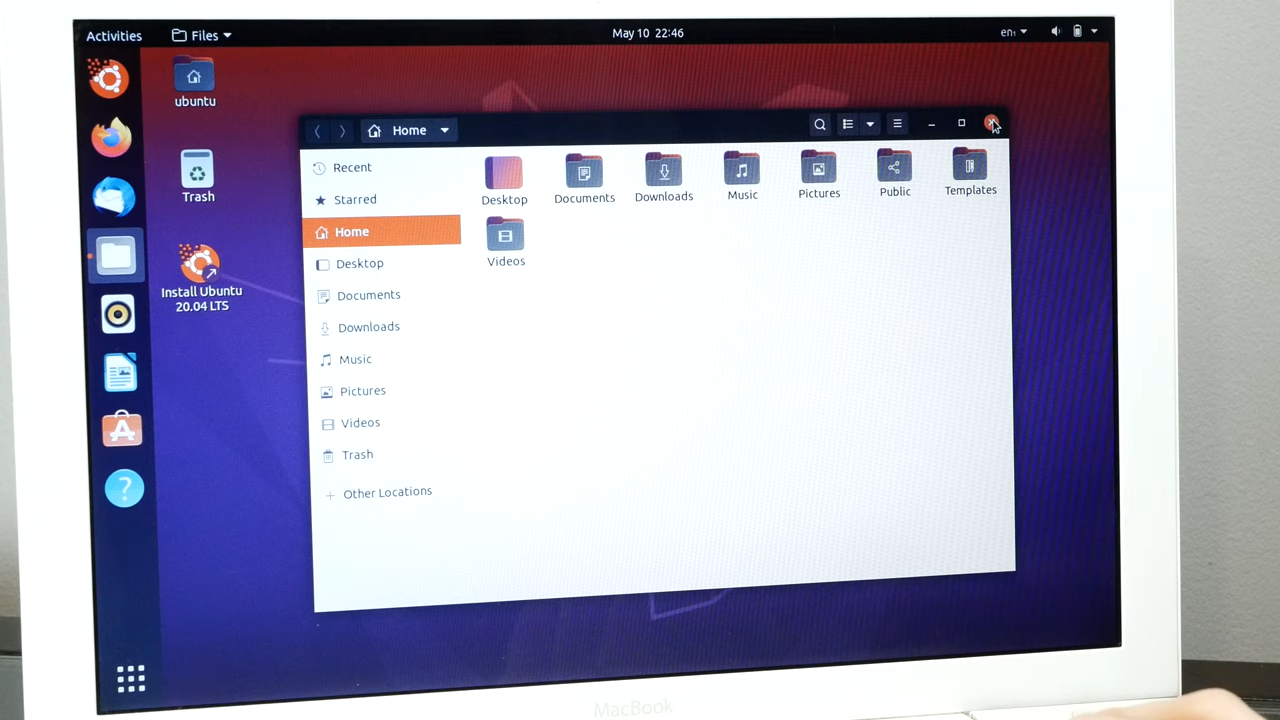 Activities
Files
May 10 22:46
en₁
ubuntu
Trash
Install Ubuntu
20.04 LTS
Home
Recent
Starred
Home
Desktop
Documents
Downloads
Music
Pictures
Videos
Trash
Other Locations
Desktop
Documents
Downloads
Music
Pictures
Public
Templates
Videos
MacBook